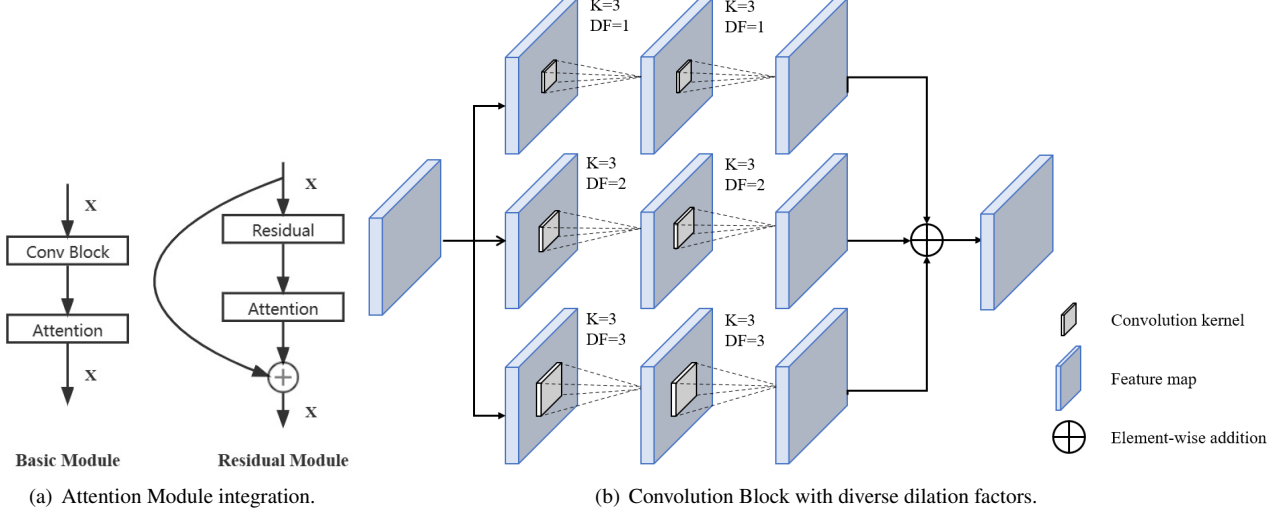 X
Conv Block
Attention
X
Basic Module
X
Residual
Attention
X
Residual Module
(a) Attention Module integration.
K=3
DF=1
K=3
DF=1
K=3
DF=2
K=3
DF=2
K=3
DF=3
K=3
DF=3
Convolution kernel
Feature map
Element-wise addition
(b) Convolution Block with diverse dilation factors.